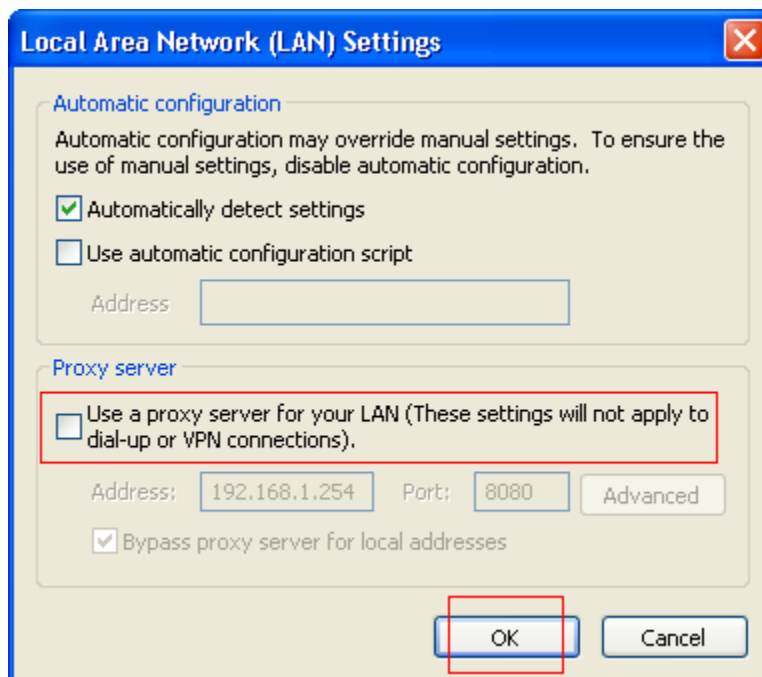 Local Area Network (LAN) Settings
Automatic configuration
Automatic configuration may override manual settings.  To ensure the
use of manual settings, disable automatic configuration.
Automatically detect settings
Use automatic configuration script
Address
Proxy server
Use a proxy server for your LAN (These settings will not apply to
dial-up or VPN connections).
Address: 192.168.1.254 Port: 8080 Advanced
Bypass proxy server for local addresses
OK Cancel